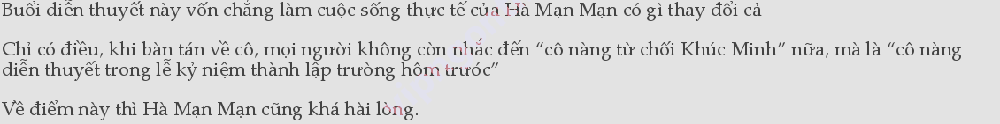 Buổi diễn thuyết này vốn chẳng làm cuộc sống thực tế của Hà Mạn Mạn có gì thay đổi cả
Chỉ có điều, khi bàn tán về cô, mọi người không còn nhắc đến “cô nàng từ chối Khúc Minh” nữa, mà là “cô nàng
diễn thuyết trong lễ kỷ niệm thành lập trường hôm trước”
Về điểm này thì Hà Mạn Mạn cũng khá hài lòng.